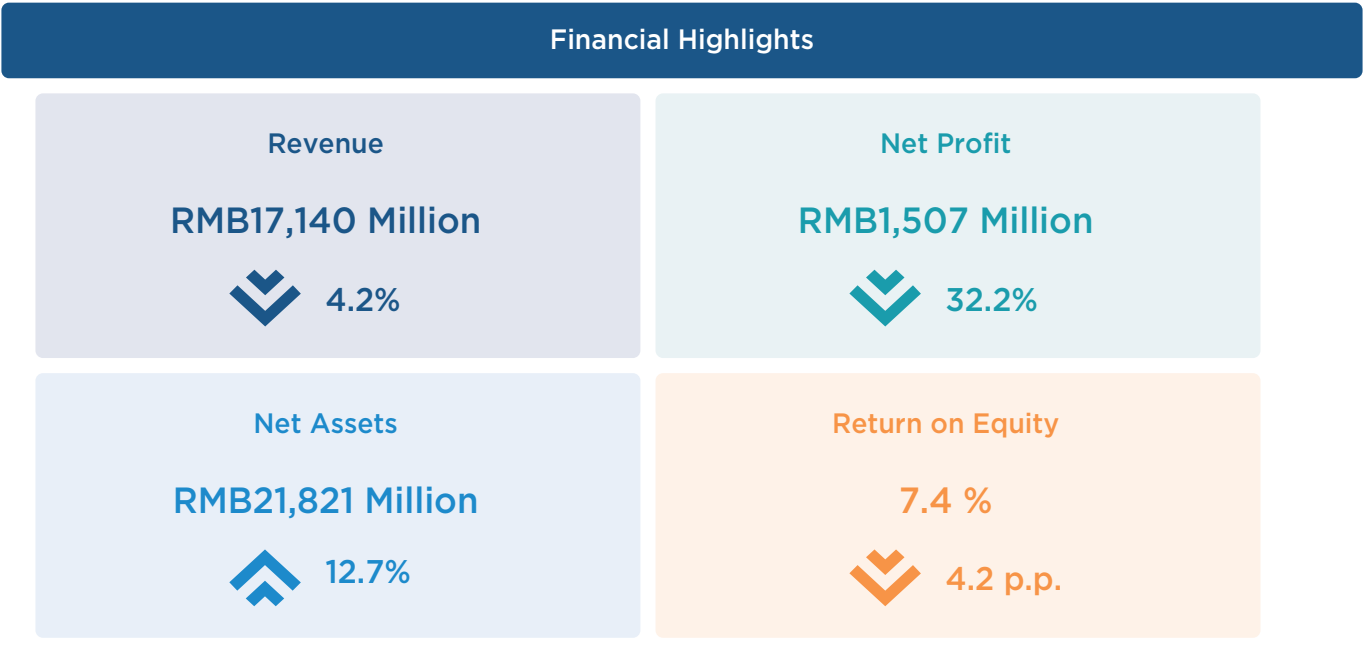 Financial Highlights
Revenue
RMB17,140 Million
4.2%
Net Profit
RMB1,507 Million
32.2%
Net Assets
RMB21,821 Million
12.7%
Return on Equity
7.4 %
4.2 p.p.